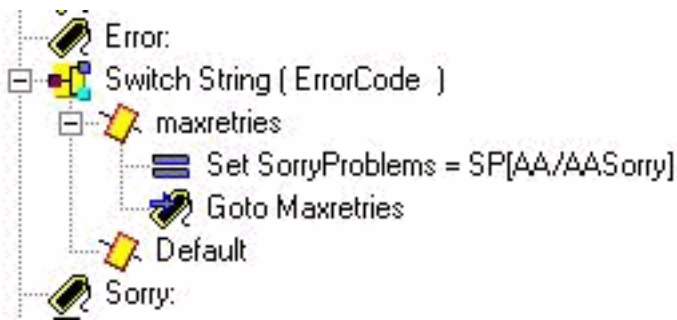 Error:
Switch String ( ErrorCode )
maxretries
Set SorryProblems = SP[AA/AASorry]
Goto Maxretries
Default
Sorry: